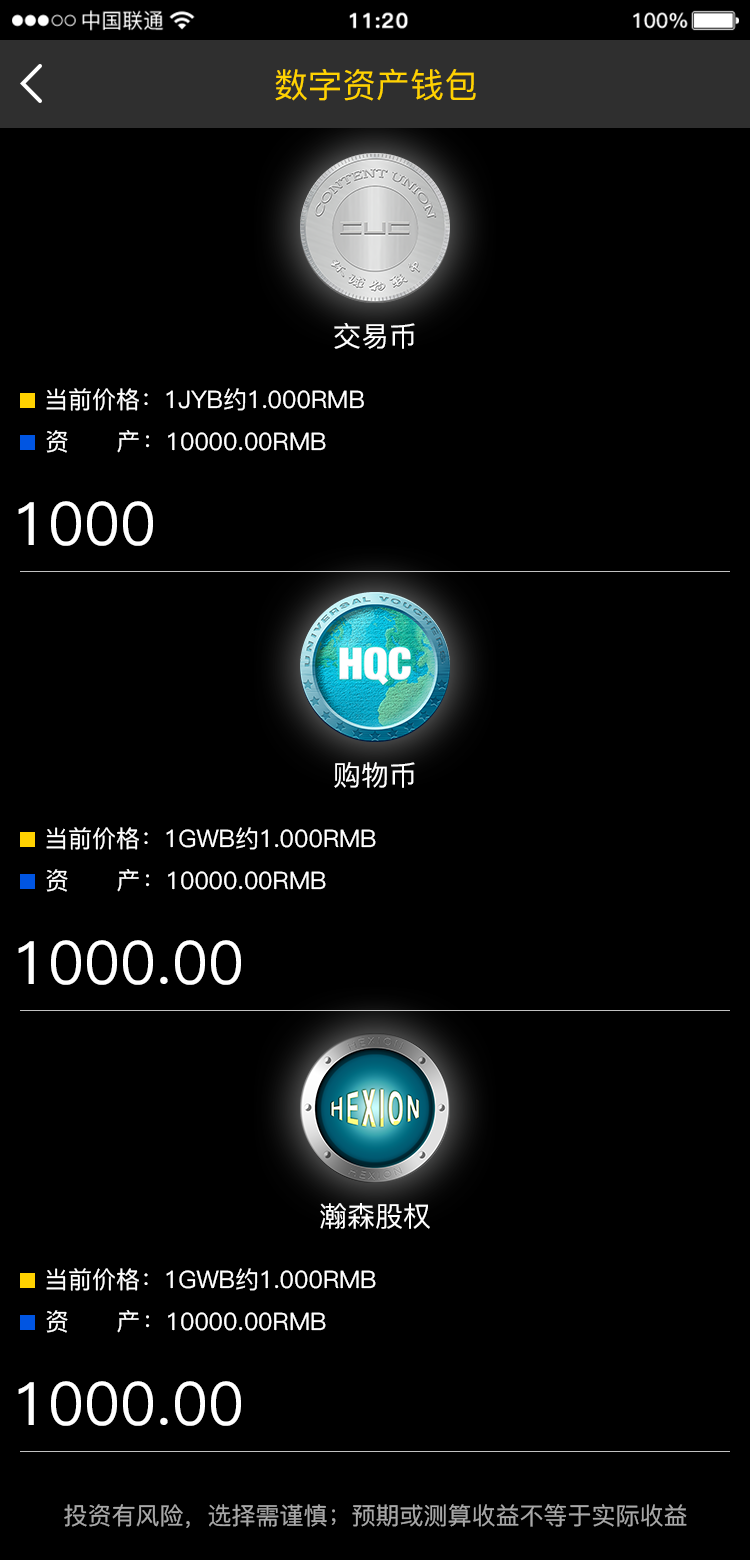 中国联通
11:20
100%
数字资产钱包
CONTENT UNION
CUC
交易币
当前价格：1JYB约1.000RMB
资 产：10000.00RMB
1000
UNIVERSAL VOUCHERS
HQC
购物币
当前价格：1GWB约1.000RMB
资 产：10000.00RMB
1000.00
HEXION
HEXION
HEXION
瀚森股权
当前价格：1GWB约1.000RMB
资 产：10000.00RMB
1000.00
投资有风险，选择需谨慎；预期或测算收益不等于实际收益